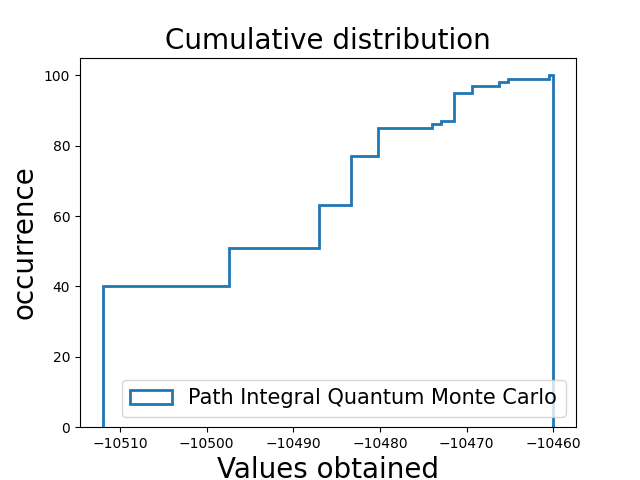 Cumulative distribution
100
80
60
40
20
0
occurrence
Path Integral Quantum Monte Carlo
−10510 −10500 −10490 −10480 −10470 −10460
Values obtained